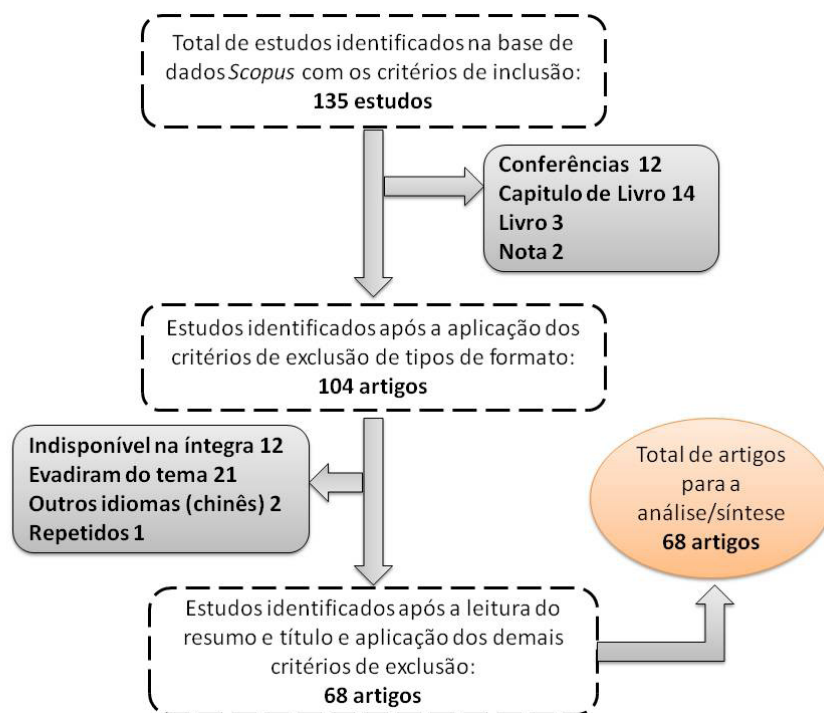 Total de estudos identificados na base de
dados Scopus com os critérios de inclusão:
135 estudos
Conferências 12
Capitulo de Livro 14
Livro 3
Nota 2
Estudos identificados após a aplicação dos
critérios de exclusão de tipos de formato:
104 artigos
Indisponível na íntegra 12
Evadiram do tema 21
Outros idiomas (chinês) 2
Repetidos 1
Estudos identificados após a leitura do
resumo e título e aplicação dos demais
critérios de exclusão:
68 artigos
Total de artigos
para a
análise/síntese
68 artigos